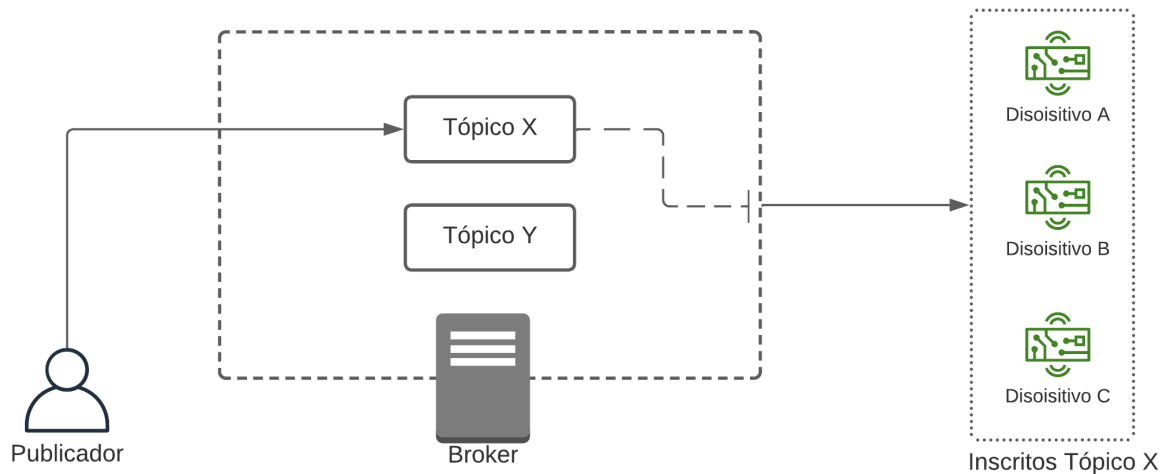 Tópico X
Disoisitivo A
Tópico Y
Disoisitivo B
Disoisitivo C
Publicador
Broker
Inscritos Tópico X